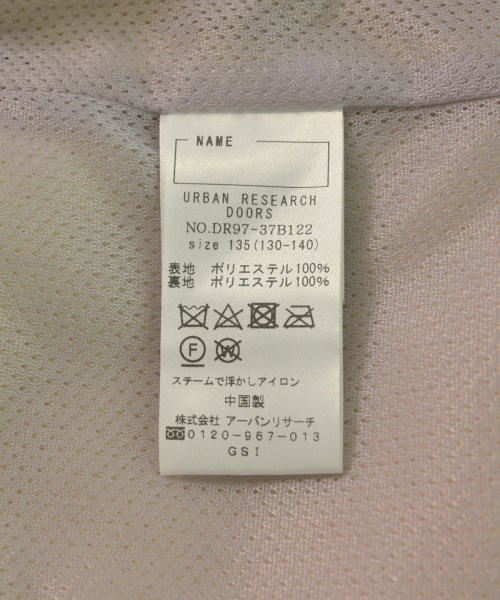 NAME
URBAN RESEARCH
DOORS
NO.DR97-37B122
size 135(130-140)
表地 ポリエステル100%
裏地 ポリエステル100%
F W
スチームで浮かしアイロン
中国製
株式会社 アーバンリサーチ
0120-967-013
GSI